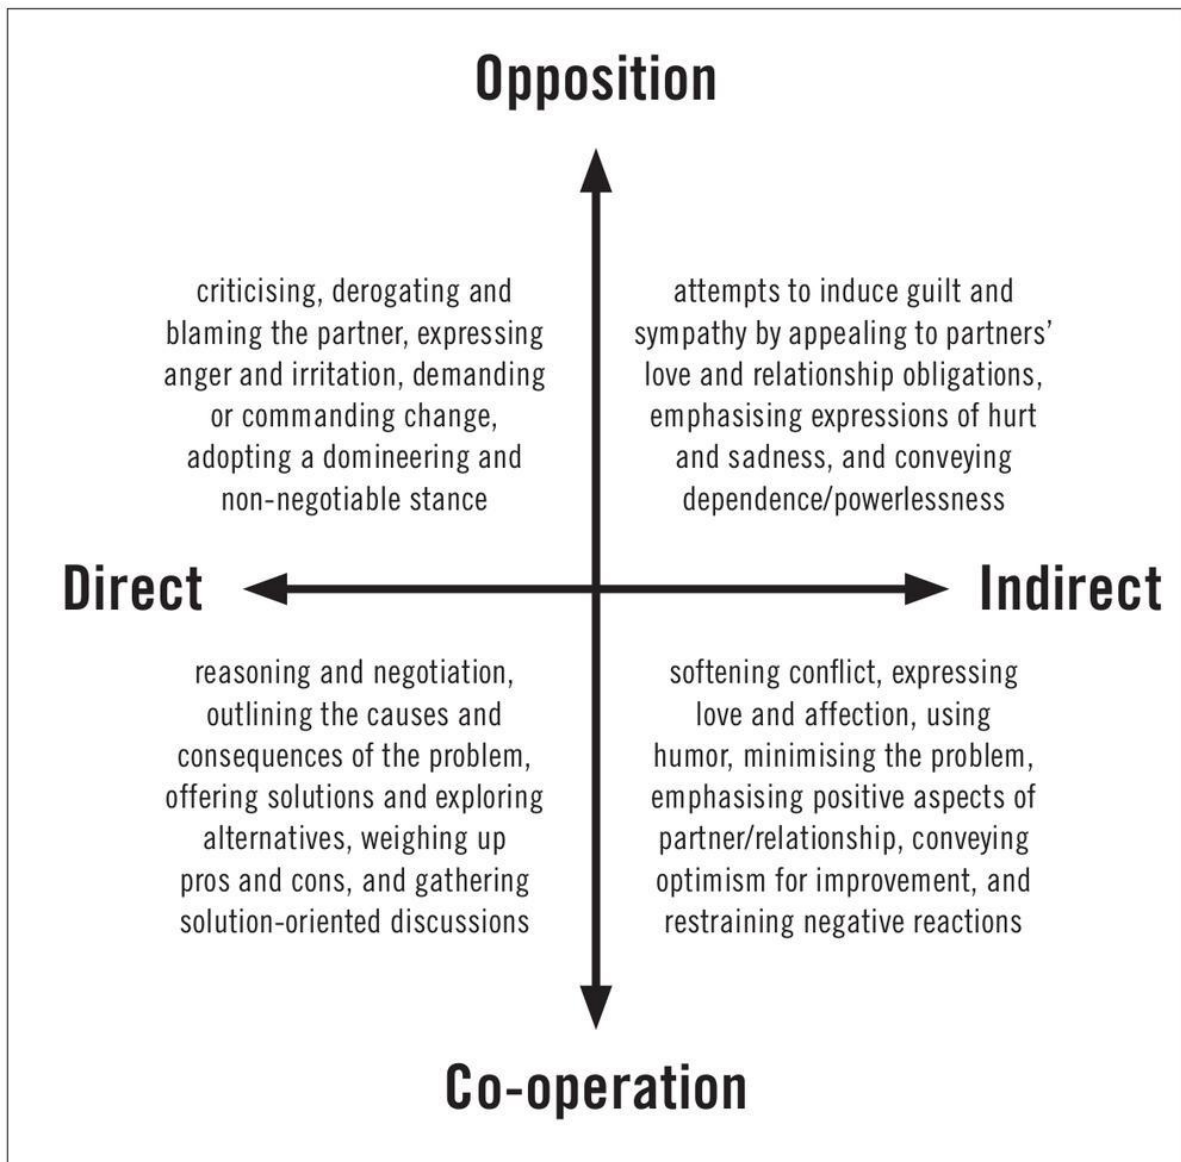 Opposition
criticising, derogating and
blaming the partner, expressing
anger and irritation, demanding
or commanding change,
adopting a domineering and
non-negotiable stance
attempts to induce guilt and
sympathy by appealing to partners’
love and relationship obligations,
emphasising expressions of hurt
and sadness, and conveying
dependence/powerlessness
Direct
Indirect
reasoning and negotiation,
outlining the causes and
consequences of the problem,
offering solutions and exploring
alternatives, weighing up
pros and cons, and gathering
solution-oriented discussions
softening conflict, expressing
love and affection, using
humor, minimising the problem,
emphasising positive aspects of
partner/relationship, conveying
optimism for improvement, and
restraining negative reactions
Co-operation